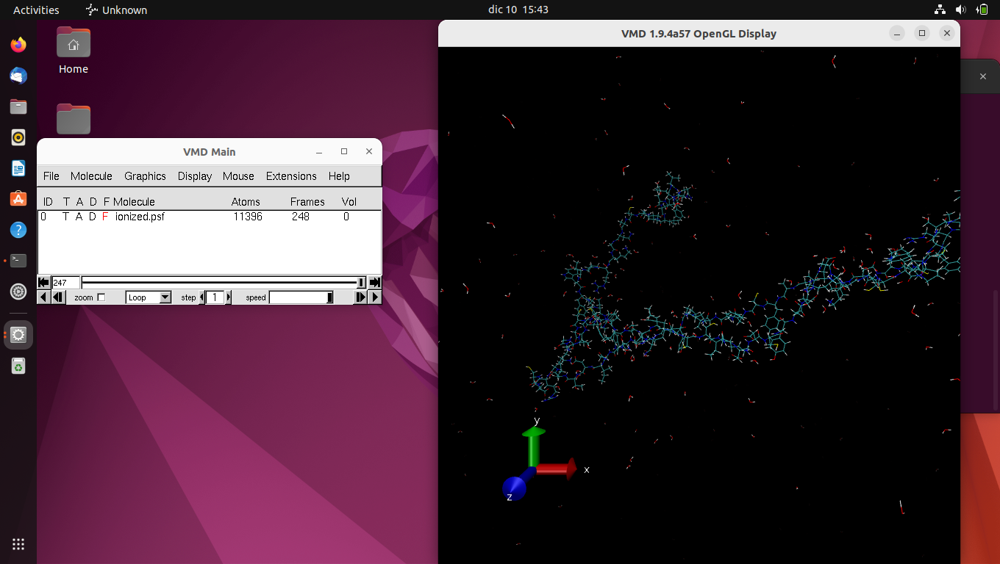 Activities
Unknown
dic 10 15:43
Home
VMD Main
File Molecule Graphics Display Mouse Extensions Help
ID T A D F Molecule Atoms Frames Vol
0 T A D F ionized.psf 11396 248 0
247
zoom Loop step 1 speed
VMD 1.9.4a57 OpenGL Display
y
x
z